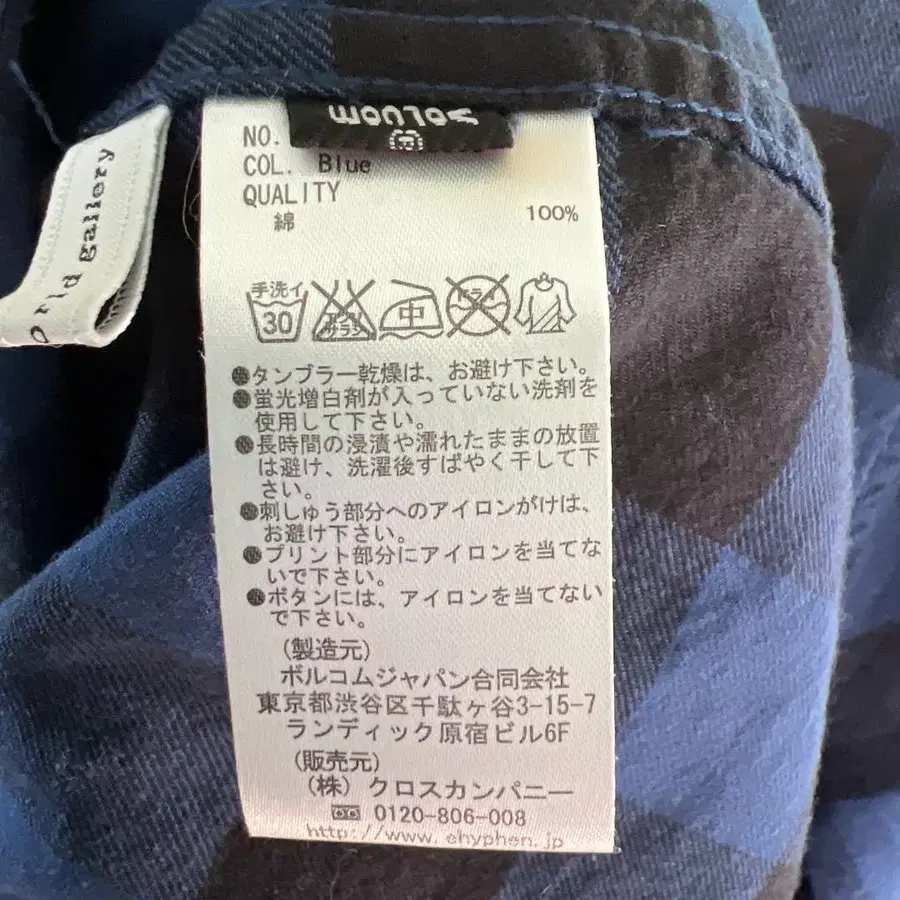 VOLCOM
NO.
COL. Blue
QUALITY
綿 100%
手洗イ
30
中
●タンブラー乾燥は、お避け下さい。
●蛍光増白剤が入っていない洗剤を
使用して下さい。
●長時間の浸漬や濡れたままの放置
は避け、洗濯後すばやく干して下
さい。
●刺しゅう部分へのアイロンがけは、
お避け下さい。
●プリント部分にアイロンを当てな
いで下さい。
●ボタンには、アイロンを当てない
で下さい。
(製造元)
ボルコムジャパン合同会社
東京都渋谷区千駄ヶ谷3-15-7
ランディック原宿ビル6F
(販売元)
(株) クロスカンパニー
0120-806-008
http://www.ehyphen.jp
rld gallery